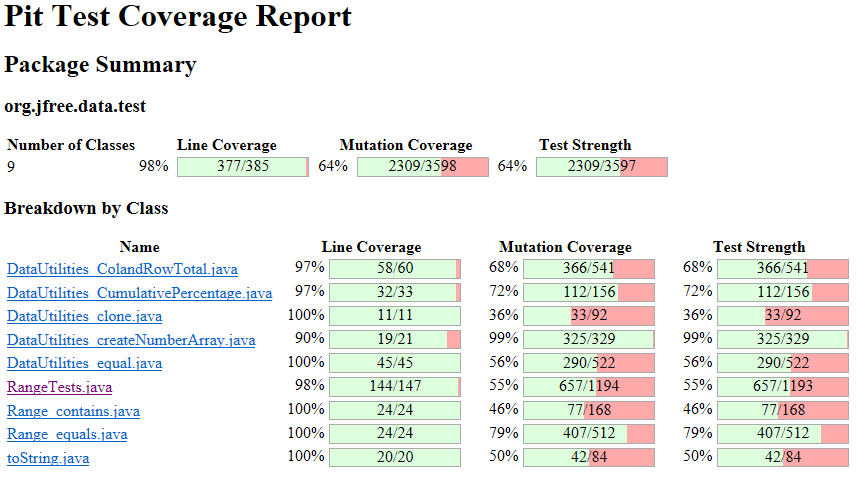 Pit Test Coverage Report
Package Summary
org.jfree.data.test
Number of Classes Line Coverage Mutation Coverage Test Strength
9 98% 377/385 64% 2309/3598 64% 2309/3597
Breakdown by Class
Name Line Coverage Mutation Coverage Test Strength
DataUtilities_ColandRowTotal.java 97% 58/60 68% 366/541 68% 366/541
DataUtilities_CumulativePercentage.java 97% 32/33 72% 112/156 72% 112/156
DataUtilities_clone.java 100% 11/11 36% 33/92 36% 33/92
DataUtilities_createNumberArray.java 90% 19/21 99% 325/329 99% 325/329
DataUtilities_equal.java 100% 45/45 56% 290/522 56% 290/522
RangeTests.java 98% 144/147 55% 657/1194 55% 657/1193
Range_contains.java 100% 24/24 46% 77/168 46% 77/168
Range_equals.java 100% 24/24 79% 407/512 79% 407/512
toString.java 100% 20/20 50% 42/84 50% 42/84